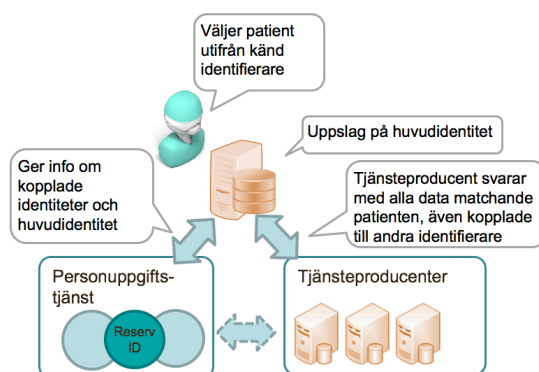 Väljer patient
utifrån känd
identifierare
Uppslag på huvudidentitet
Ger info om
kopplade
identiteter och
huvudidentitet
Tjänsteproducent svarar
med alla data matchande
patienten, även kopplade
till andra identifierare
Personuppgifts-
tjänst
Reserv
ID
Tjänsteproducenter